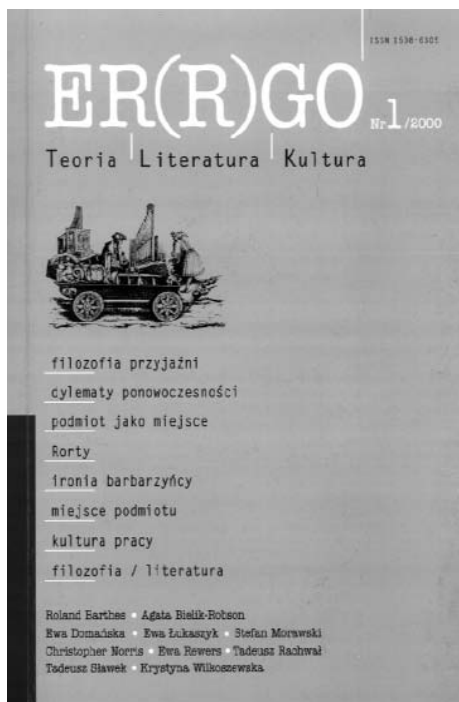 ISSN 1508-6305
ER(R)GO
Nr 1/2000
Teoria Literatura Kultura
filozofia przyjaźni
dylematy ponowoczesności
podmiot jako miejsce
Rorty
ironia barbarzyńcy
miejsce podmiotu
kultura pracy
filozofia / literatura
Roland Barthes • Agata Bielik-Robson
Ewa Domańska • Ewa Łukaszyk • Stefan Morawski
Christopher Norris • Ewa Rewers • Tadeusz Rachwał
Tadeusz Sławek • Krystyna Wilkoszewska